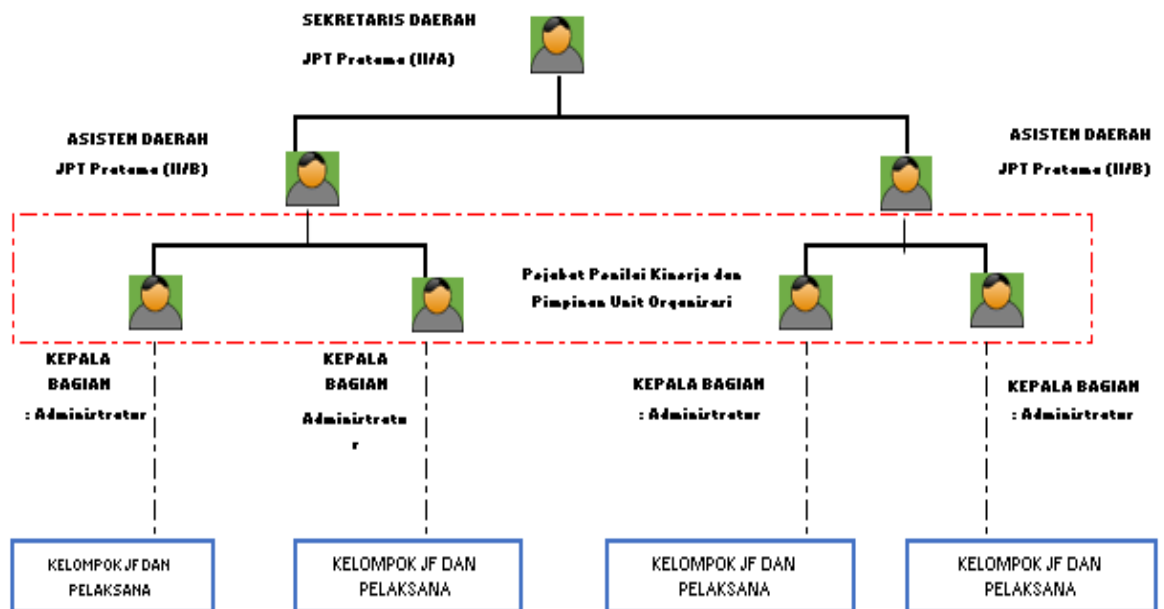 SEKRETARIS DAERAH
JPT Pratama (II/A)
ASISTEN DAERAH
JPT Pratama (II/B)
ASISTEN DAERAH
JPT Pratama (II/B)
Pejabat Penilai Kinerja dan
Pimpinan Unit Organisasi
KEPALA
BAGIAN
: Administrator
KEPALA
BAGIAN
Administrato
r
KEPALA BAGIAN
: Administrator
KEPALA BAGIAN
: Administrator
KELOMPOK JF DAN
PELAKSANA
KELOMPOK JF DAN
PELAKSANA
KELOMPOK JF DAN
PELAKSANA
KELOMPOK JF DAN
PELAKSANA